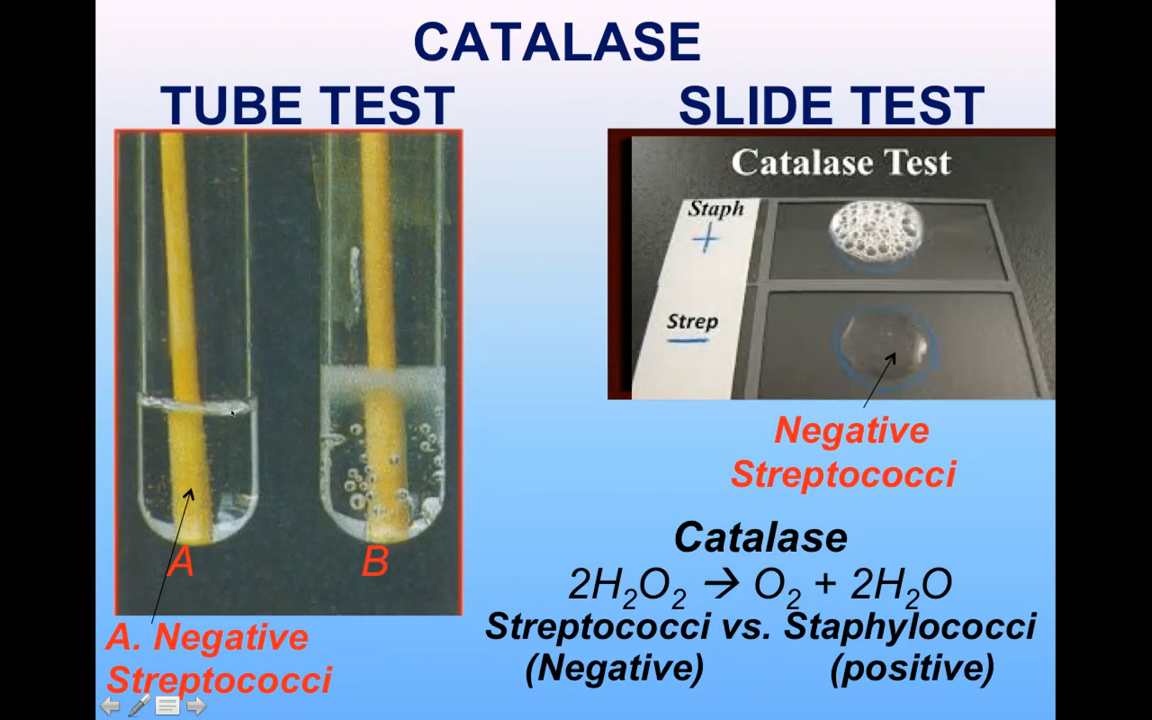 CATALASE
TUBE TEST
SLIDE TEST
Catalase Test
Staph
+
Strep
−
A
B
A. Negative
Streptococci
Negative
Streptococci
Catalase
2H₂O₂ → O₂ + 2H₂O
Streptococci vs. Staphylococci
(Negative) (positive)